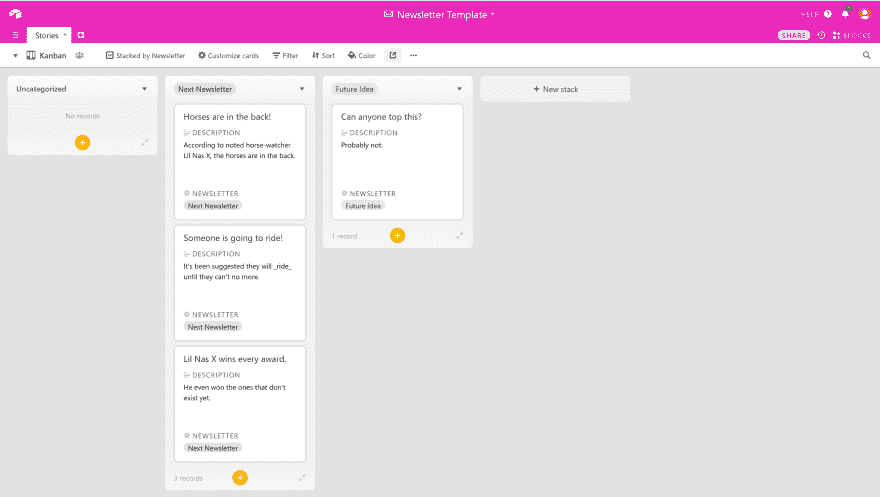 Newsletter Template
HELP
Stories
SHARE
BLOCKS
Kanban
Stacked by Newsletter
Customize cards
Filter
Sort
Color
Uncategorized
No records
Next Newsletter
Horses are in the back!
DESCRIPTION
According to noted horse-watcher
Lil Nas X, the horses are in the back.
NEWSLETTER
Next Newsletter
Someone is going to ride!
DESCRIPTION
It's been suggested they will _ride_
until they can't no more.
NEWSLETTER
Next Newsletter
Lil Nas X wins every award.
DESCRIPTION
He even won the ones that don't
exist yet.
NEWSLETTER
Next Newsletter
3 records
Future Idea
Can anyone top this?
DESCRIPTION
Probably not.
NEWSLETTER
Future Idea
1 record
+ New stack